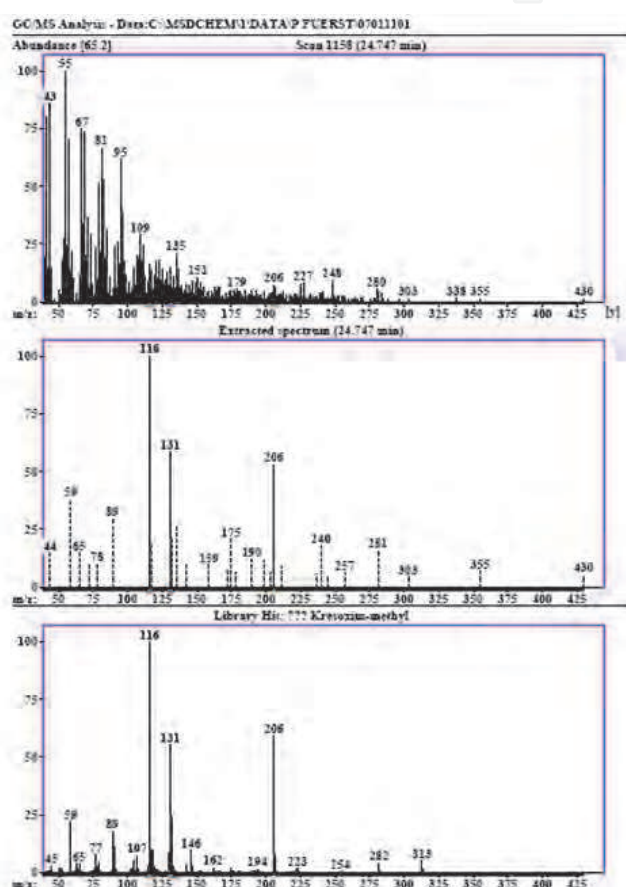 GC/MS Analysis - Data:C:\MSDCHEM\1\DATA\P FUERST\07011101
Abundance [65.2] Scan 1158 (24.747 min)
100
75
50
25
0
43 55 67 81 95 109 135 151 179 206 227 248 280 303 338 355 430
m/z: 50 75 100 125 150 175 200 225 250 275 300 325 350 375 400 425
Extracted spectrum (24.747 min)
100
75
50
25
0
44 59 65 78 89 116 131 159 175 190 206 240 257 281 303 355 430
m/z: 50 75 100 125 150 175 200 225 250 275 300 325 350 375 400 425
Library Hit: ??? Kresoxim-methyl
100
75
50
25
0
45 59 65 77 89 107 116 131 146 162 194 206 223 254 282 313
m/z: 50 75 100 125 150 175 200 225 250 275 300 325 350 375 400 425